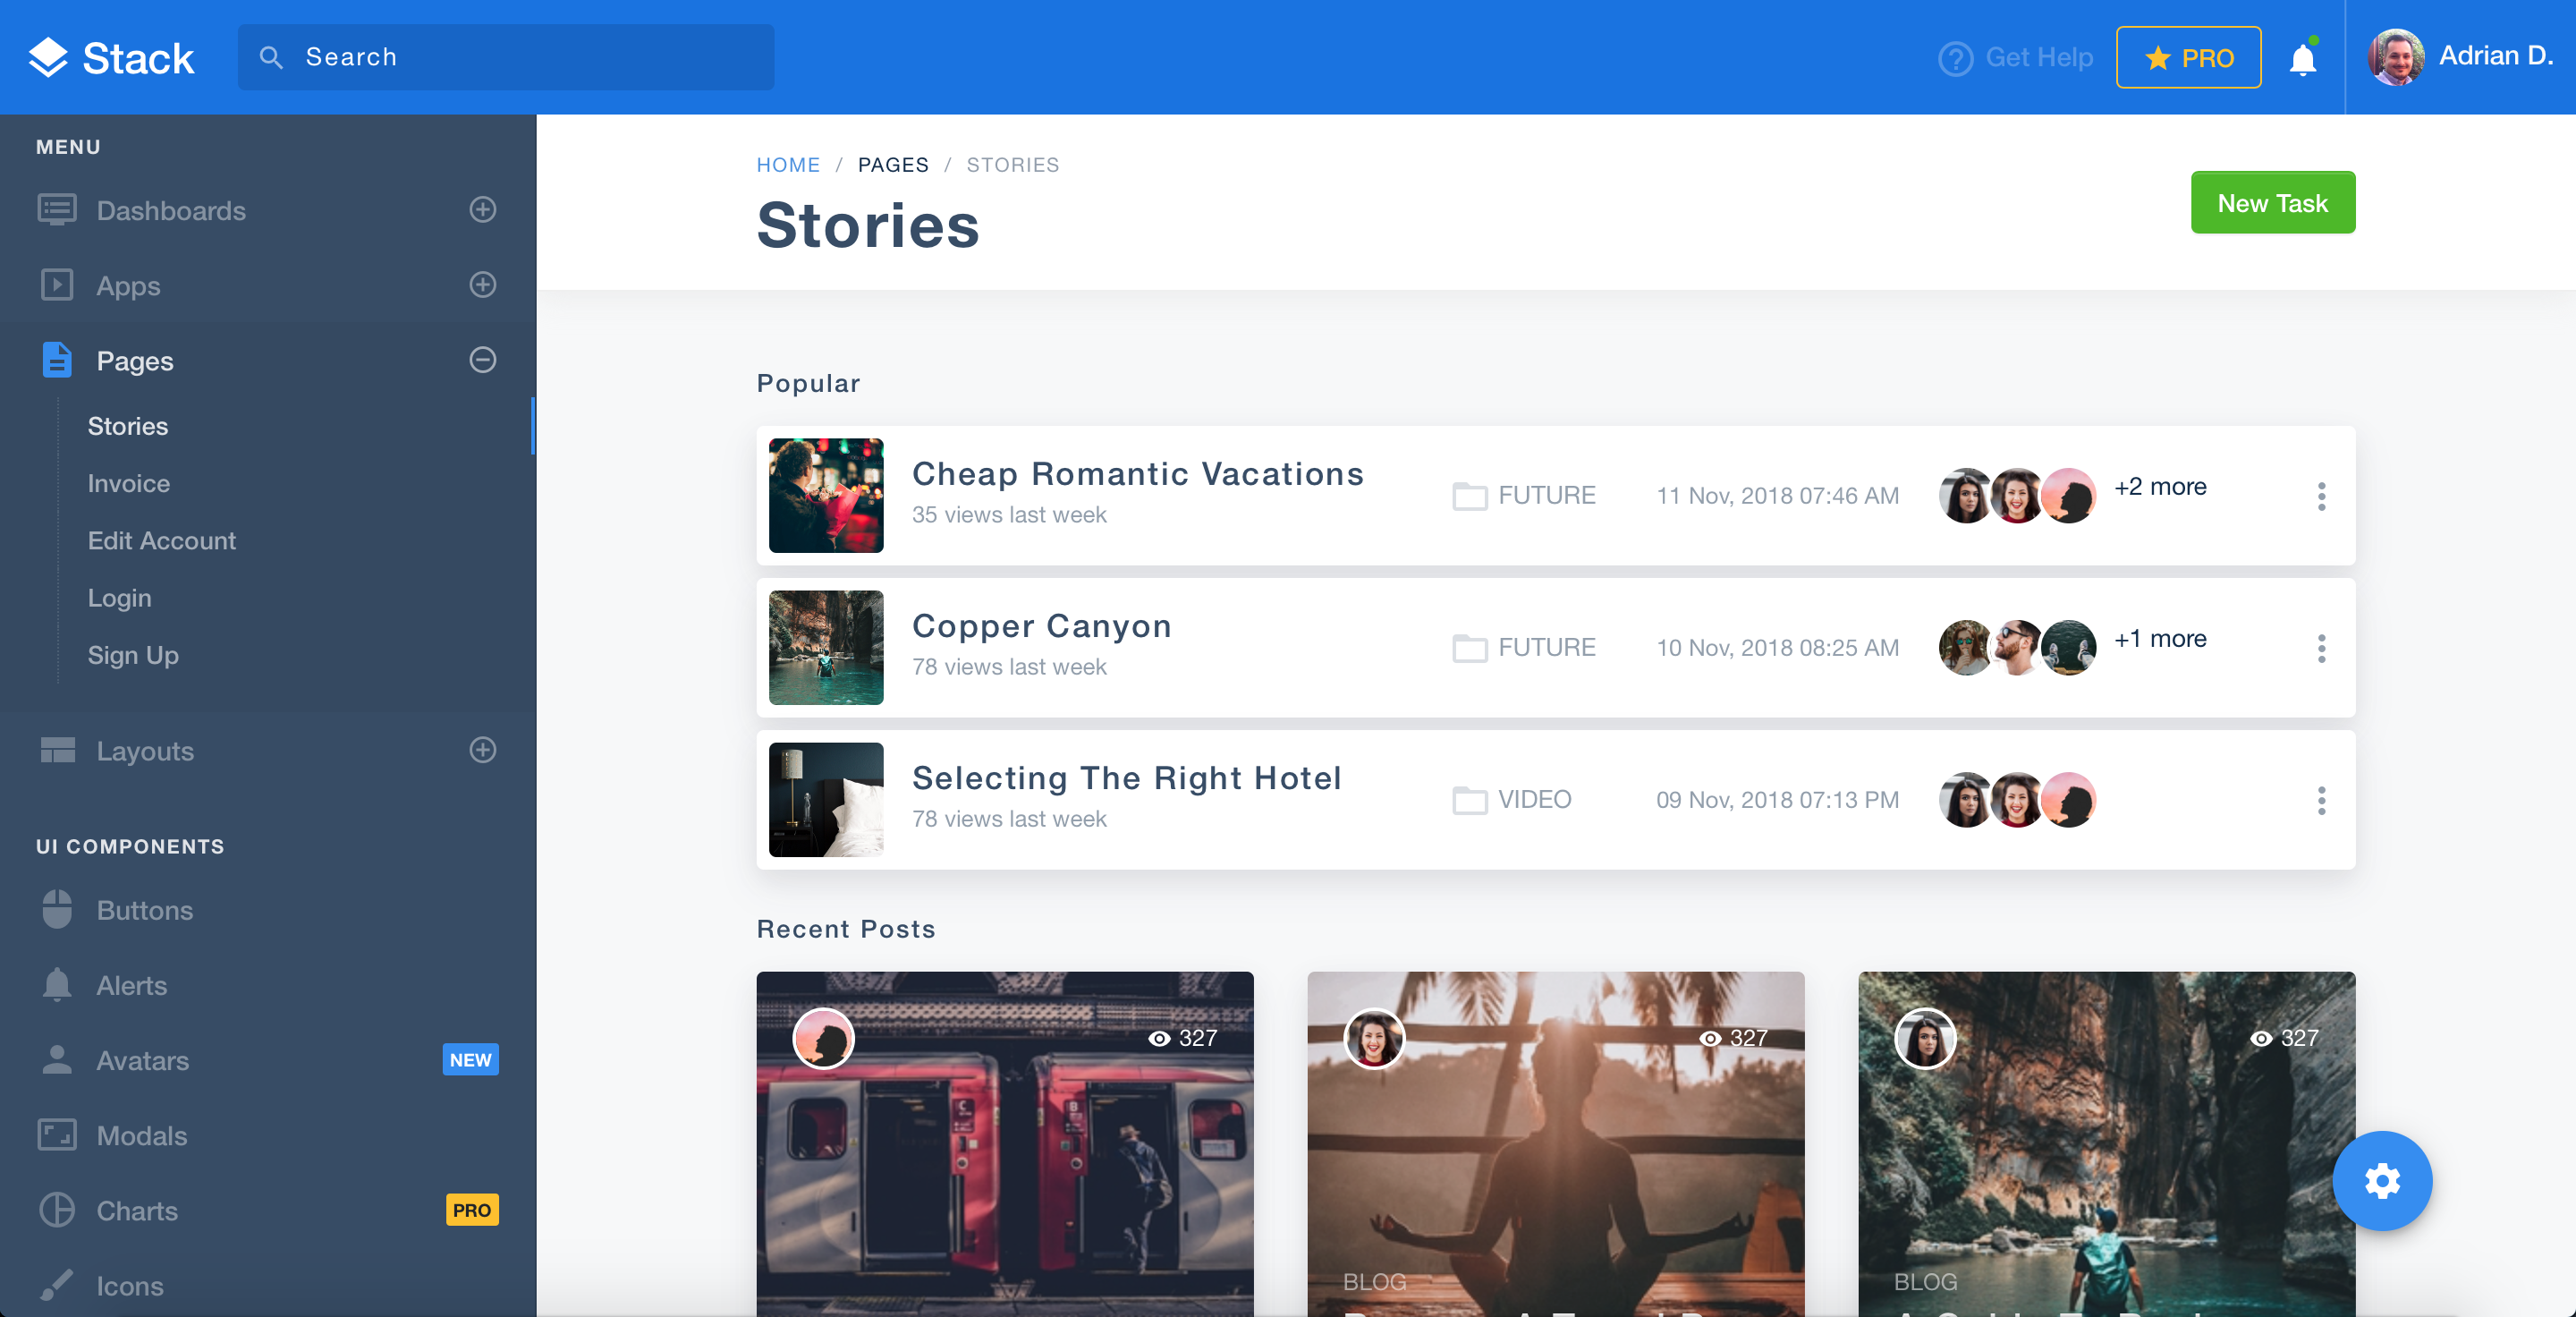 Stack
Search
Get Help
PRO
Adrian D.
MENU
Dashboards
Apps
Pages
Stories
Invoice
Edit Account
Login
Sign Up
Layouts
UI COMPONENTS
Buttons
Alerts
Avatars NEW
Modals
Charts PRO
Icons
HOME / PAGES / STORIES
Stories
New Task
Popular
Cheap Romantic Vacations
35 views last week
FUTURE
11 Nov, 2018 07:46 AM
+2 more
Copper Canyon
78 views last week
FUTURE
10 Nov, 2018 08:25 AM
+1 more
Selecting The Right Hotel
78 views last week
VIDEO
09 Nov, 2018 07:13 PM
Recent Posts
327
C
B
327
BLOG
327
BLOG